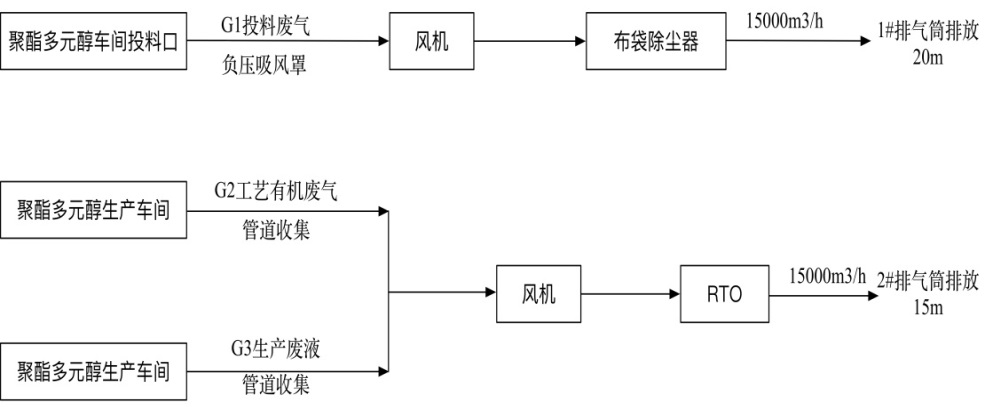 聚酯多元醇车间投料口
G1投料废气
负压吸风罩
风机
布袋除尘器
15000m3/h
1#排气筒排放
20m
聚酯多元醇生产车间
G2工艺有机废气
管道收集
聚酯多元醇生产车间
G3生产废液
管道收集
风机
RTO
15000m3/h
2#排气筒排放
15m